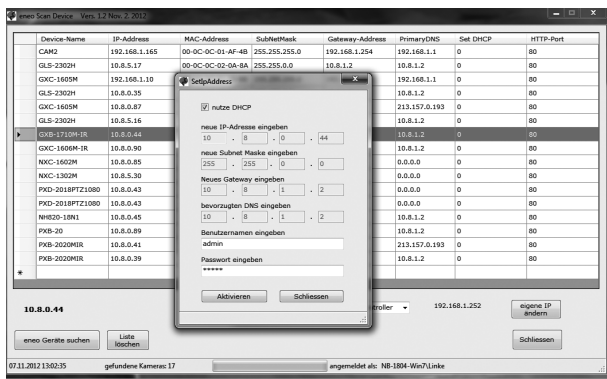 eneo Scan Device   Vers. 1.2 Nov. 2. 2012
Device-Name IP-Address MAC-Address SubNetMask Gateway-Address PrimaryDNS Set DHCP HTTP-Port
CAM2 192.168.1.165 00-0C-0C-01-AF-4B 255.255.255.0 192.168.1.254 192.168.1.1 0 80
GLS-2302H 10.8.5.17 00-0C-0C-02-0A-8A 255.255.0.0 10.8.1.2 10.8.1.2 0 80
GXC-1605M 192.168.1.10 192.168.1.1 0 80
GLS-2302H 10.8.0.35 10.8.1.2 0 80
GXC-1605M 10.8.0.87 213.157.0.193 0 80
GLS-2302H 10.8.5.16 10.8.1.2 0 80
GXB-1710M-IR 10.8.0.44 10.8.1.2 0 80
GXC-1606M-IR 10.8.0.90 10.8.1.2 0 80
NXC-1602M 10.8.0.85 0.0.0.0 0 80
NXC-1302M 10.8.5.30 0.0.0.0 0 80
PXD-2018PTZ1080 10.8.0.43 0.0.0.0 0 80
PXD-2018PTZ1080 10.8.0.43 0.0.0.0 0 80
NH820-18N1 10.8.0.45 10.8.1.2 0 80
PXB-20 10.8.0.89 10.8.1.2 0 80
PXB-2020MIR 10.8.0.41 213.157.0.193 0 80
PXB-2020MIR 10.8.0.39 10.8.1.2 0 80
SetIpAddress
nutze DHCP
neue IP-Adresse eingeben
10 . 8 . 0 . 44
neue Subnet Maske eingeben
255 . 255 . 0 . 0
Neues Gateway eingeben
10 . 8 . 1 . 2
bevorzugten DNS eingeben
10 . 8 . 1 . 2
Benutzernamen eingeben
admin
Passwort eingeben
*****
Aktivieren Schliessen
10.8.0.44 troller 192.168.1.252 eigene IP ändern
eneo Geräte suchen Liste löschen Schliessen
07.11.2012 13:02:35 gefundene Kameras: 17 angemeldet als: NB-1804-Win7\Linke